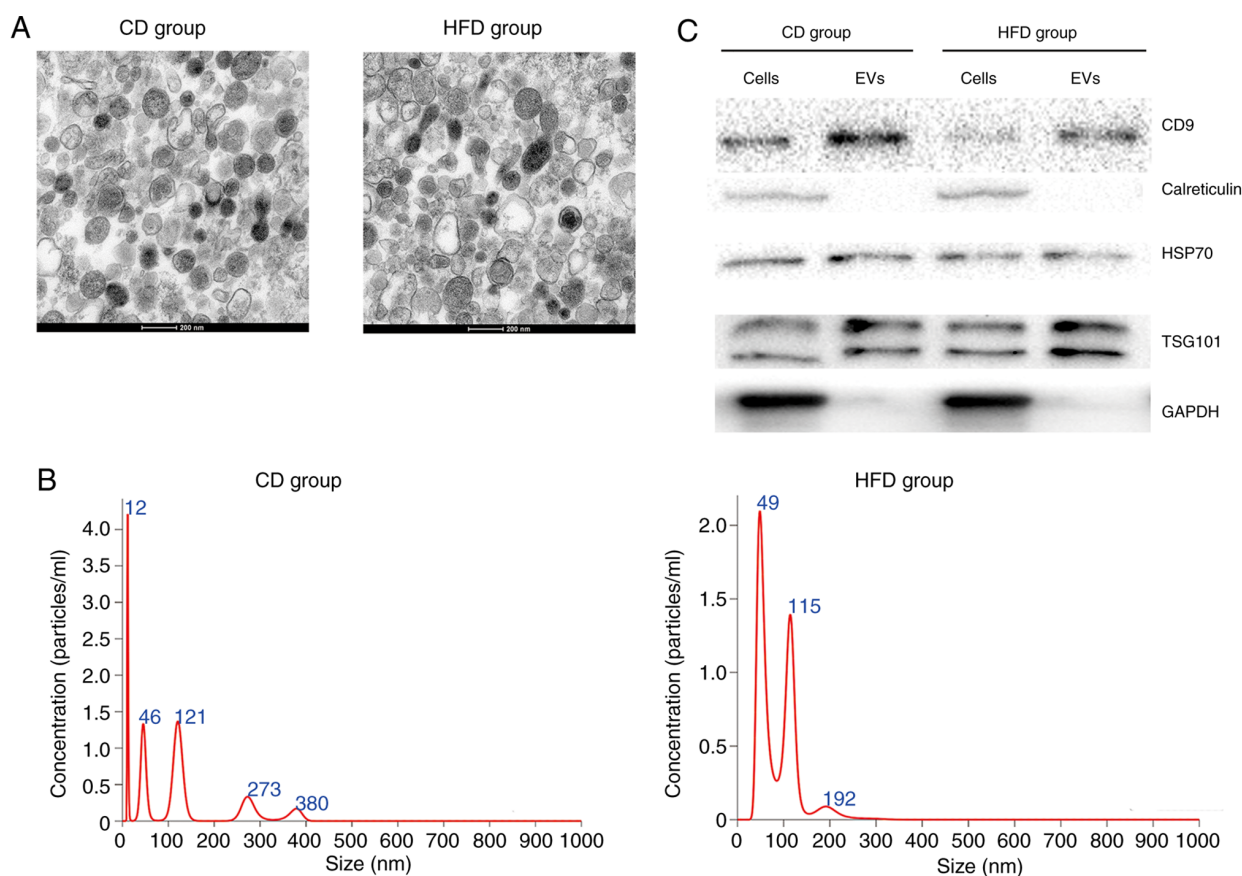 A
CD group
HFD group
200 nm
200 nm
C
CD group
HFD group
Cells
EVs
Cells
EVs
CD9
Calreticulin
HSP70
TSG101
GAPDH
B
CD group
Concentration (particles/ml)
4.0
3.5
3.0
2.5
2.0
1.5
1.0
0.5
0
12
46
121
273
380
0 100 200 300 400 500 600 700 800 900 1000
Size (nm)
HFD group
Concentration (particles/ml)
2.0
1.5
1.0
0.5
0
49
115
192
0 100 200 300 400 500 600 700 800 900 1000
Size (nm)